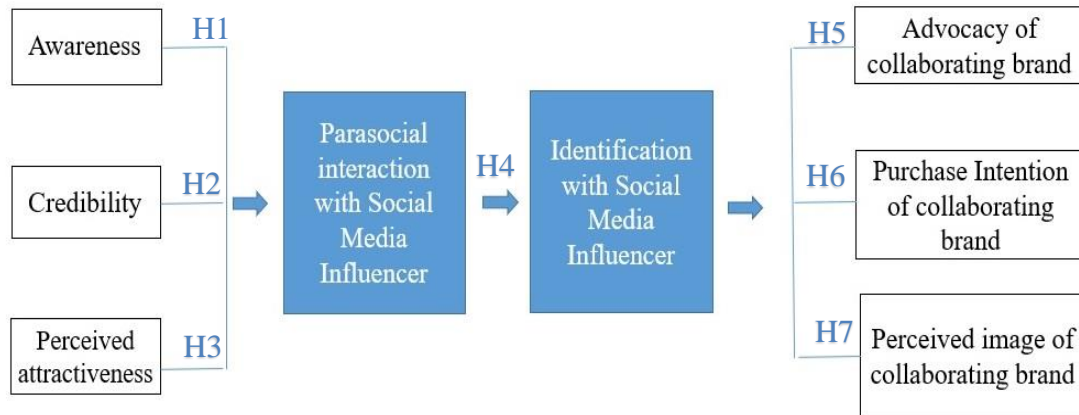 Awareness
H1
Credibility
H2
Perceived
attractiveness
H3
Parasocial
interaction
with Social
Media
Influencer
H4
Identification
with Social
Media
Influencer
H5
Advocacy of
collaborating brand
H6
Purchase Intention
of collaborating
brand
H7
Perceived image of
collaborating brand